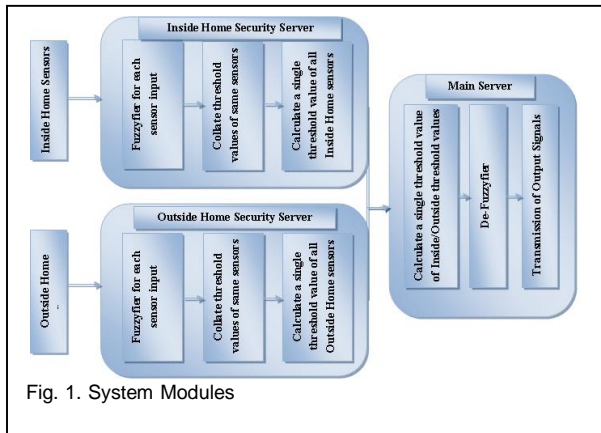 Inside Home Security Server
Inside Home Sensors
Fuzzyfier for each
sensor input
Collate threshold
values of same sensors
Calculate a single
threshold value of all
Inside Home sensors
Outside Home Security Server
Outside Home
Fuzzyfier for each
sensor input
Collate threshold
values of same sensors
Calculate a single
threshold value of all
Outside Home sensors
Main Server
Calculate a single threshold value
of Inside/Outside threshold values
De-Fuzzyfier
Transmission of Output Signals
Fig. 1. System Modules